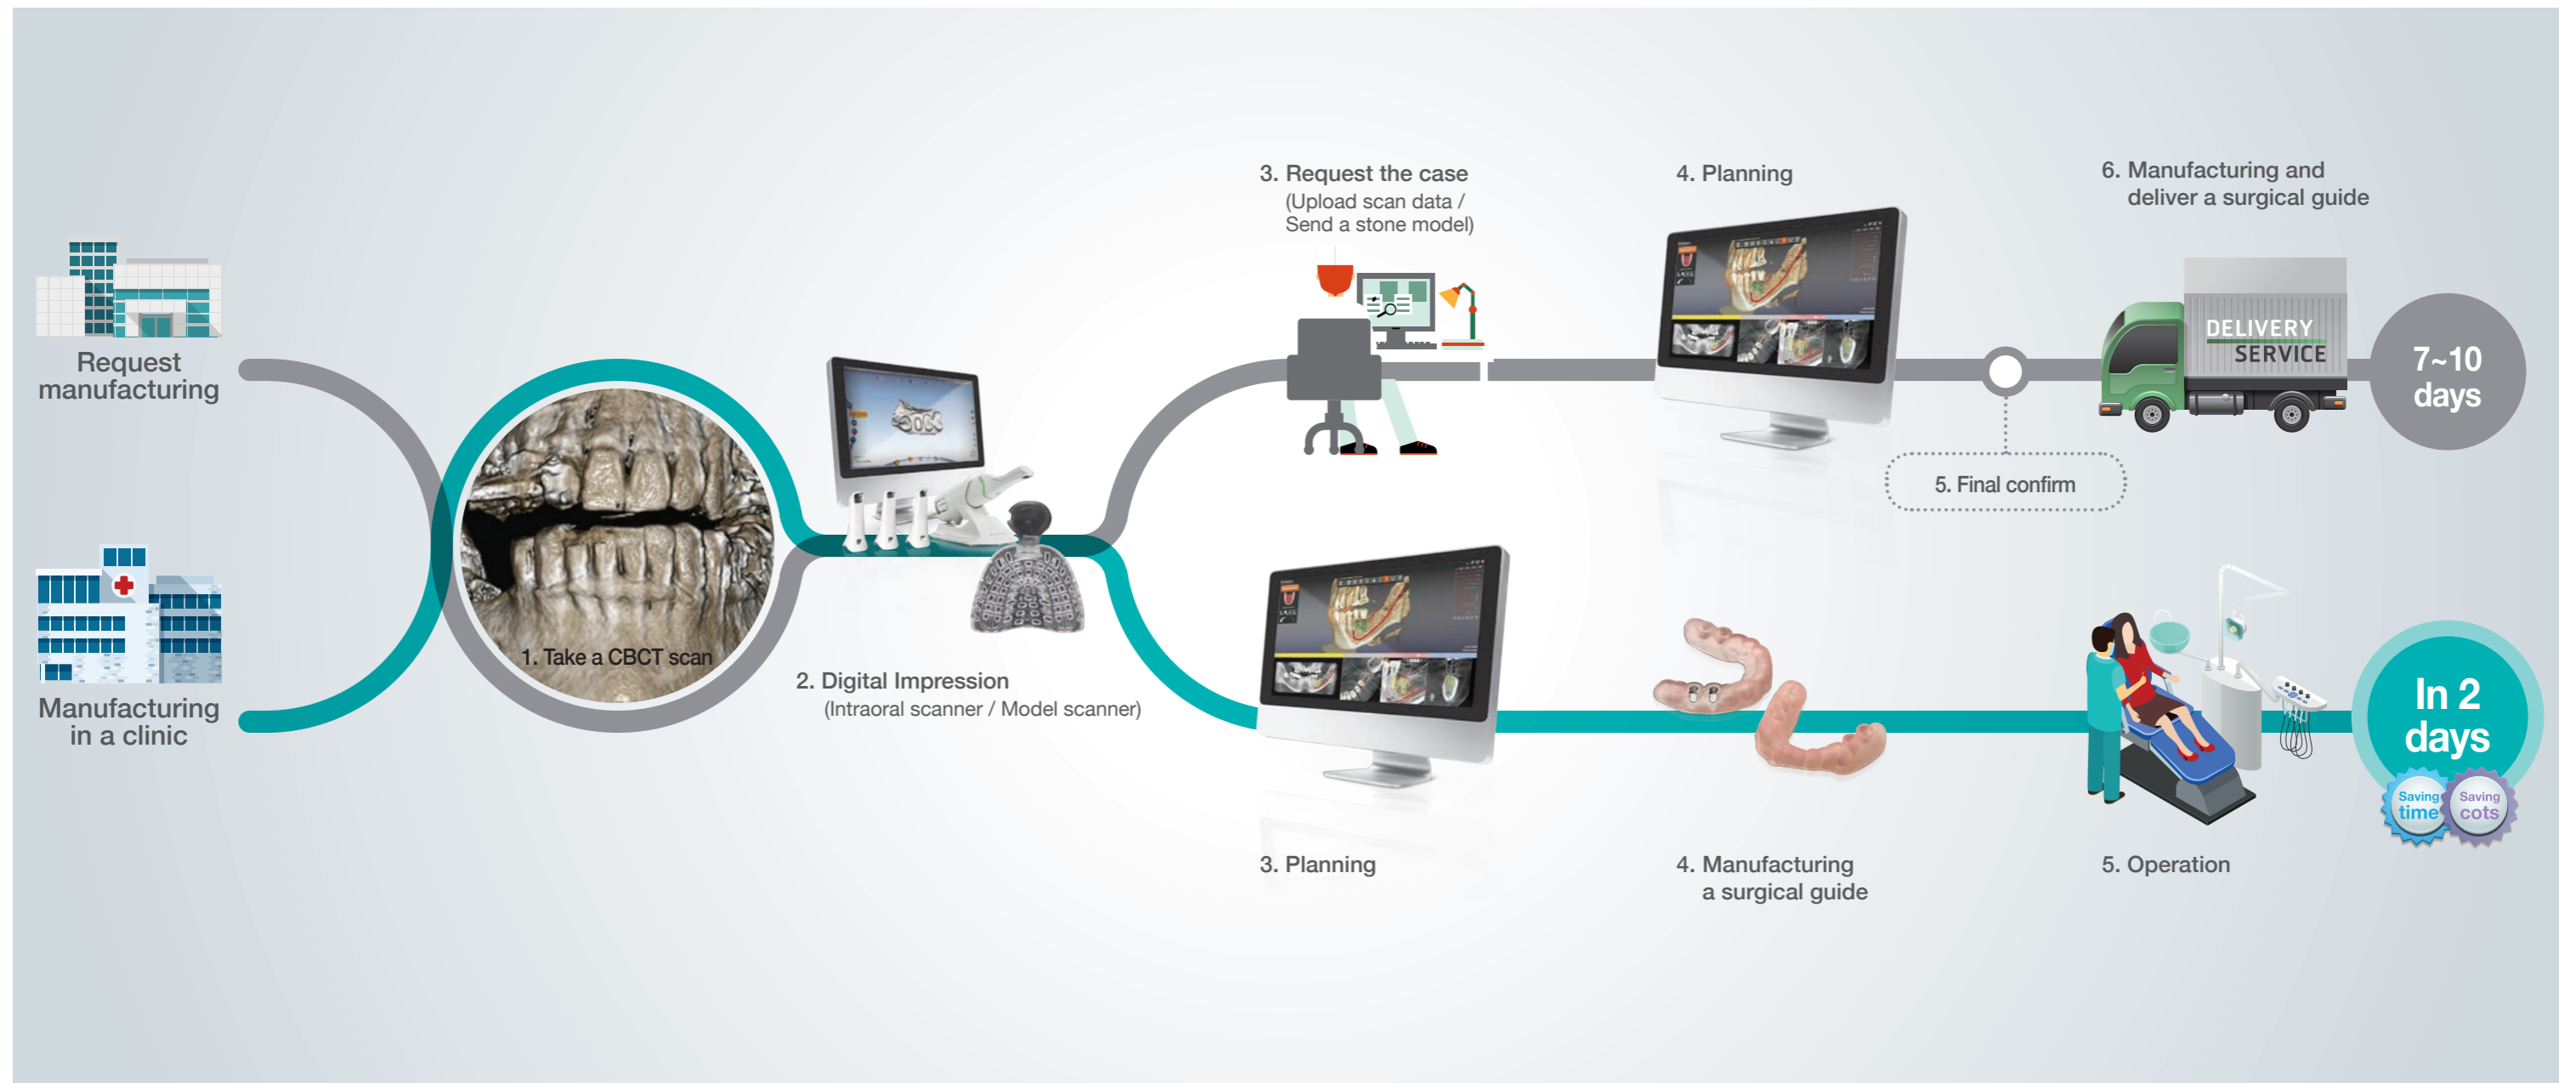 Request
manufacturing
Manufacturing
in a clinic
1. Take a CBCT scan
2. Digital Impression
(Intraoral scanner / Model scanner)
3. Request the case
(Upload scan data /
Send a stone model)
4. Planning
5. Final confirm
6. Manufacturing and
deliver a surgical guide
DELIVERY
SERVICE
7~10
days
3. Planning
4. Manufacturing
a surgical guide
5. Operation
In 2
days
Saving
time
Saving
cots